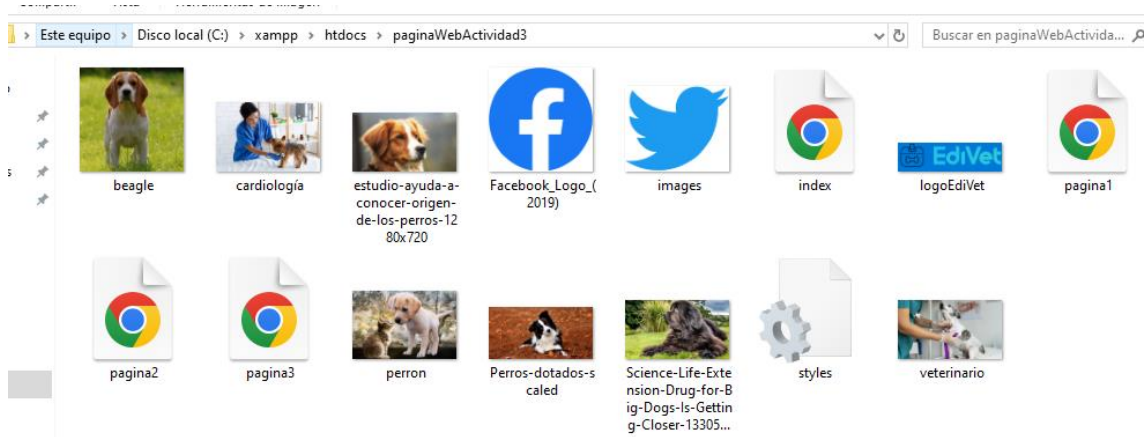 Este equipo > Disco local (C:) > xampp > htdocs > paginaWebActividad3
Buscar en paginaWebActivida...
EdiVet
beagle
cardiología
estudio-ayuda-a-
conocer-origen-
de-los-perros-12
80x720
Facebook_Logo_(
2019)
images
index
logoEdiVet
pagina1
pagina2
pagina3
perron
Perros-dotados-s
caled
Science-Life-Exte
nsion-Drug-for-B
ig-Dogs-Is-Gettin
g-Closer-13305...
styles
veterinario